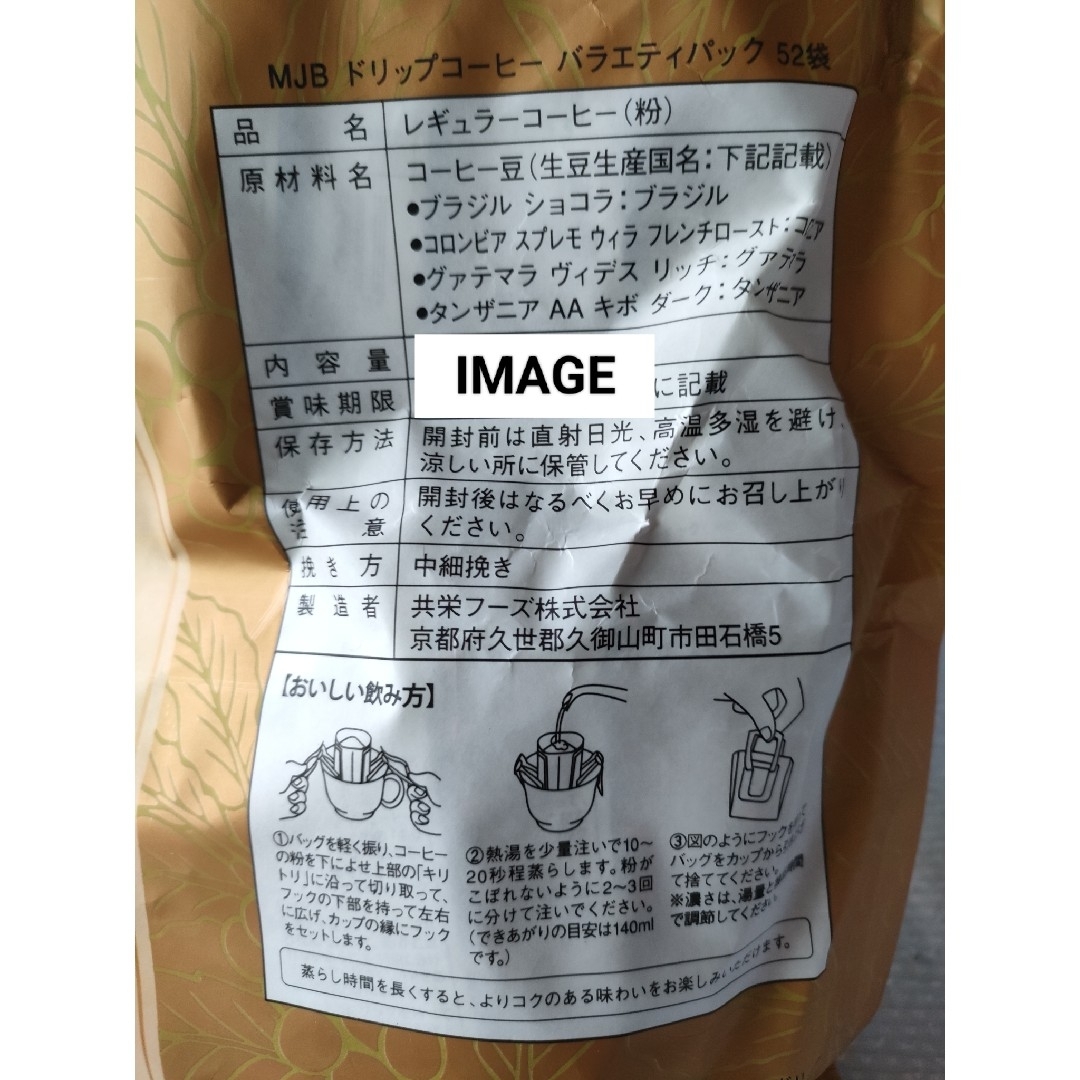 MJB ドリップコーヒー バラエティパック 52袋
品名 レギュラーコーヒー(粉)
原材料名 コーヒー豆(生豆生産国名:下記記載)
●ブラジル ショコラ:ブラジル
●コロンビア スプレモ ウィラ フレンチロースト:
●グァテマラ ヴィデス リッチ:
●タンザニア AA キボ ダーク:タンザニア
内容量
IMAGE
賞味期限 に記載
保存方法 開封前は直射日光、高温多湿を避け、
涼しい所に保管してください。
使用上の 開封後はなるべくお早めにお召し上がり
注意 ください。
挽き方 中細挽き
製造者 共栄フーズ株式会社
京都府久世郡久御山町市田石橋5
【おいしい飲み方】
①バッグを軽く振り、コーヒー
の粉を下によせ上部の「キリ
トリ」に沿って切り取って、
フックの下部を持って左右
に広げ、カップの縁にフック
をセットします。
②熱湯を少量注いで10〜
20秒程蒸らします。粉が
こぼれないように2〜3回
に分けて注いでください。
(できあがりの目安は140ml
です。)
③図のようにフックを
バッグをカップから
て捨ててください。
※濃さは、湯量と
で調節してください。
蒸らし時間を長くすると、よりコクのある味わいをお楽しみいただけます。